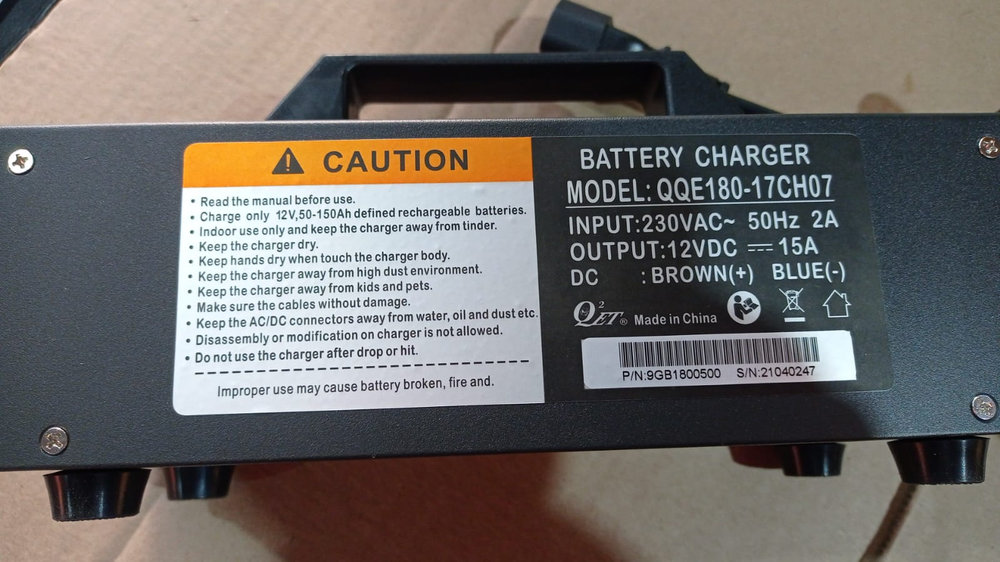 CAUTION
• Read the manual before use.
• Charge only 12V,50-150Ah defined rechargeable batteries.
• Indoor use only and keep the charger away from tinder.
• Keep the charger dry.
• Keep hands dry when touch the charger body.
• Keep the charger away from high dust environment.
• Keep the charger away from kids and pets.
• Make sure the cables without damage.
• Keep the AC/DC connectors away from water, oil and dust etc.
• Disassembly or modification on charger is not allowed.
• Do not use the charger after drop or hit.
Improper use may cause battery broken, fire and.
BATTERY CHARGER
MODEL: QQE180-17CH07
INPUT:230VAC~ 50Hz 2A
OUTPUT:12VDC ⎓ 15A
DC :BROWN(+) BLUE(-)
Q2ET® Made in China
P/N:9GB1800500 S/N:21040247